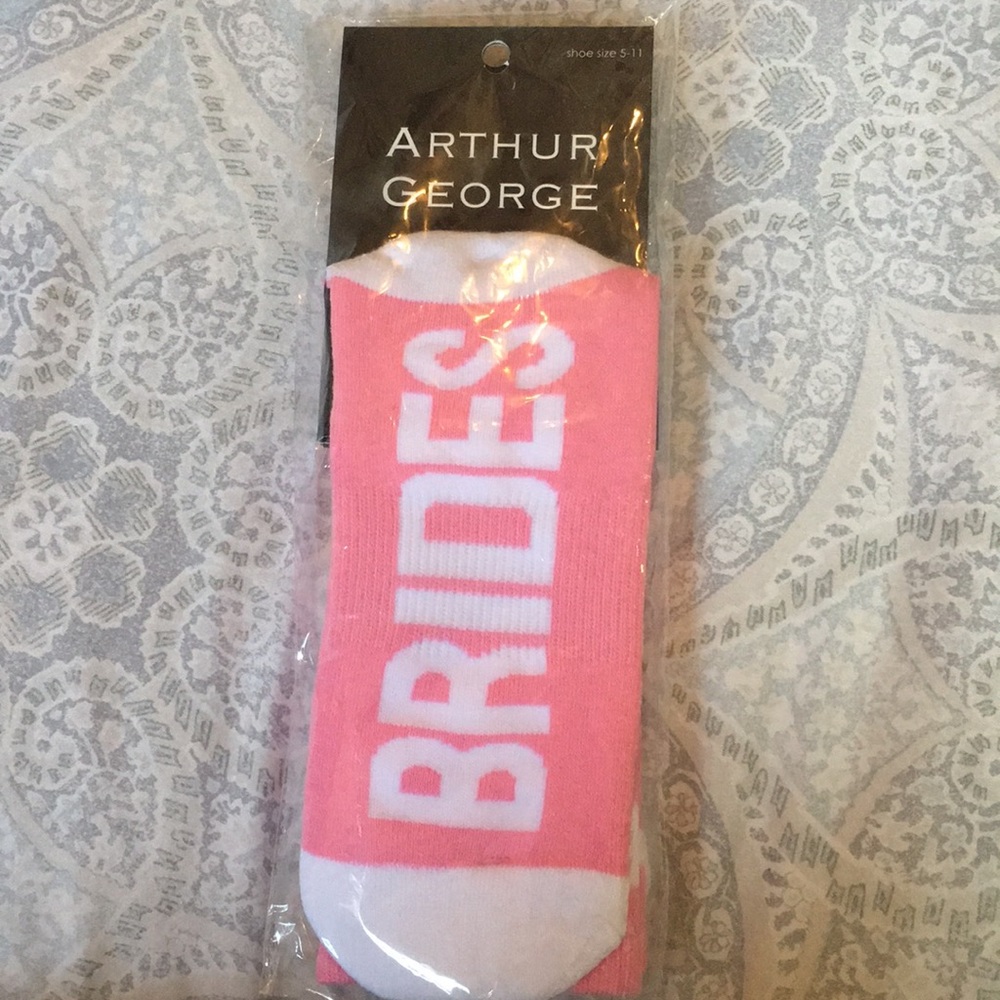 shoe size 5-11
ARTHUR
GEORGE
BRIDES